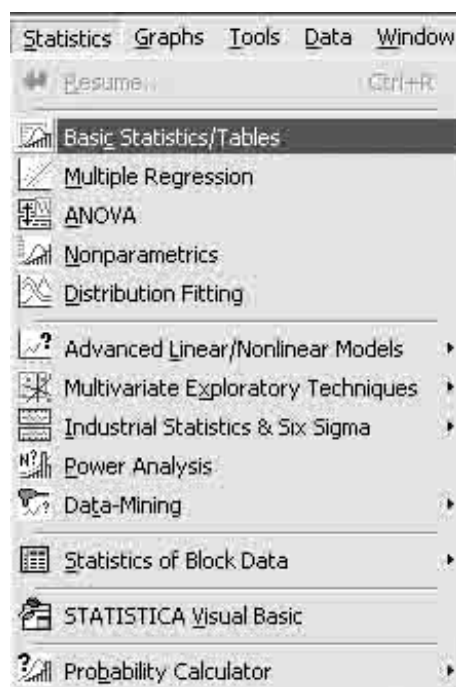 Statistics Graphs Tools Data Window
Resume... Ctrl+R
Basic Statistics/Tables
Multiple Regression
ANOVA
Nonparametrics
Distribution Fitting
Advanced Linear/Nonlinear Models
Multivariate Exploratory Techniques
Industrial Statistics & Six Sigma
Power Analysis
Data-Mining
Statistics of Block Data
STATISTICA Visual Basic
Probability Calculator